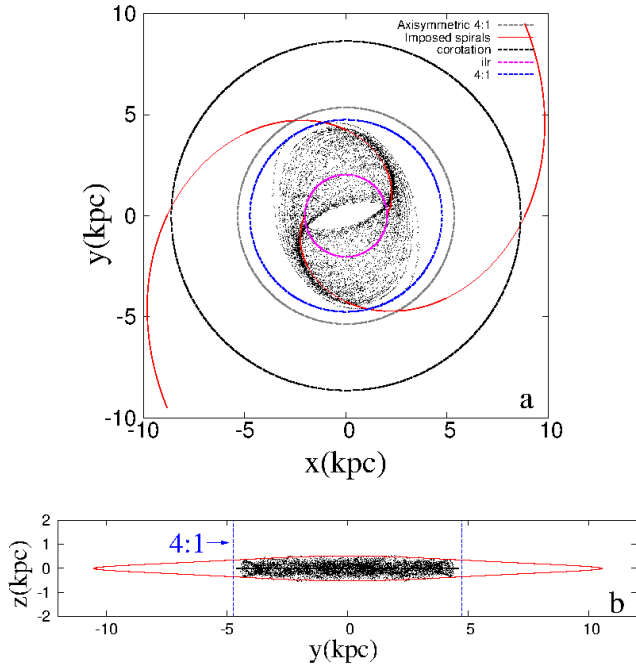 10
5
0
-5
-10
y(kpc)
Axisymmetric 4:1
Imposed spirals
corotation
ilr
4:1
a
-10 -5 0 5 10
x(kpc)
2
1
0
-1
-2
z(kpc)
4:1
b
-10 -5 0 5 10
y(kpc)